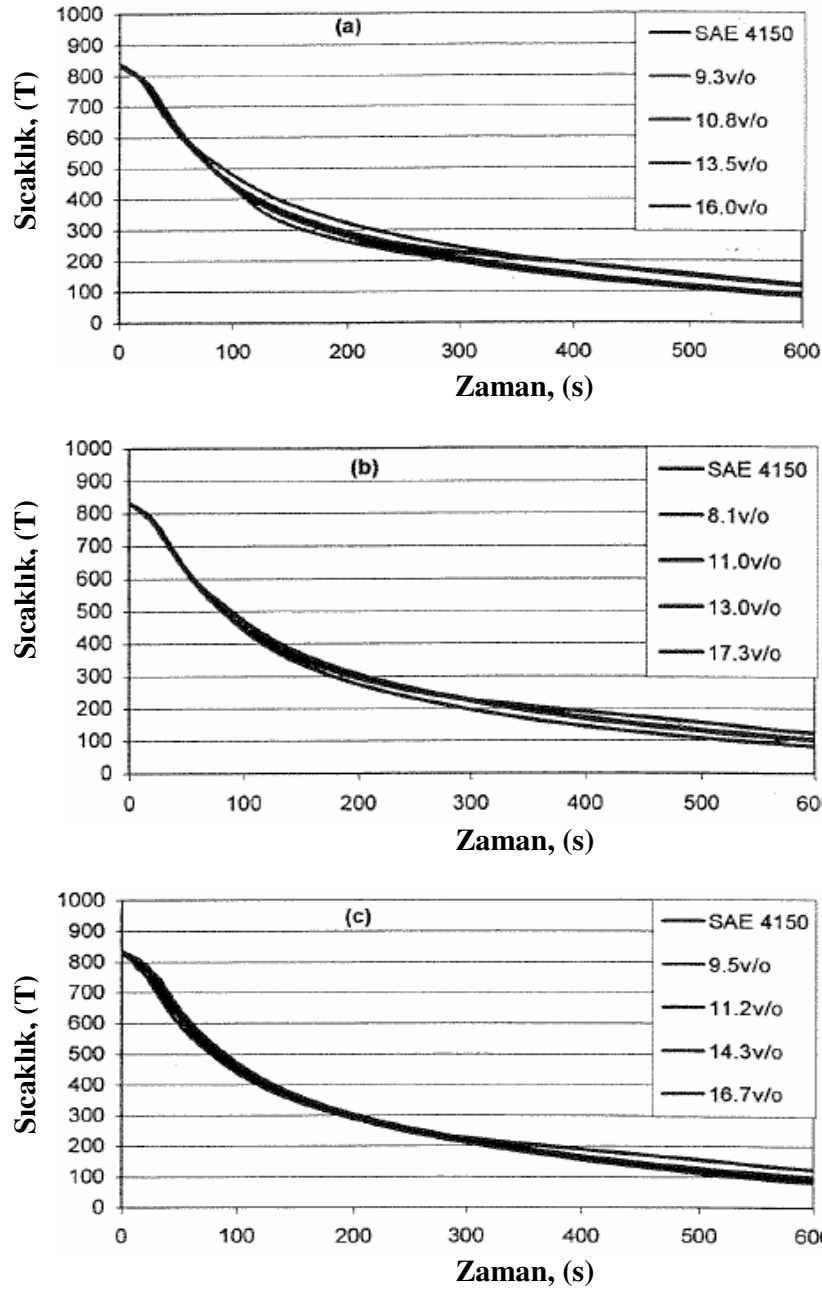 (a)
1000
900
800
700
600
500
400
300
200
100
0
Sıcaklık, (T)
SAE 4150
9.3v/o
10.8v/o
13.5v/o
16.0v/o
0 100 200 300 400 500 600
Zaman, (s)
(b)
1000
900
800
700
600
500
400
300
200
100
0
Sıcaklık, (T)
SAE 4150
8.1v/o
11.0v/o
13.0v/o
17.3v/o
0 100 200 300 400 500 60
Zaman, (s)
(c)
1000
900
800
700
600
500
400
300
200
100
0
Sıcaklık, (T)
SAE 4150
9.5v/o
11.2v/o
14.3v/o
16.7v/o
0 100 200 300 400 500 60
Zaman, (s)